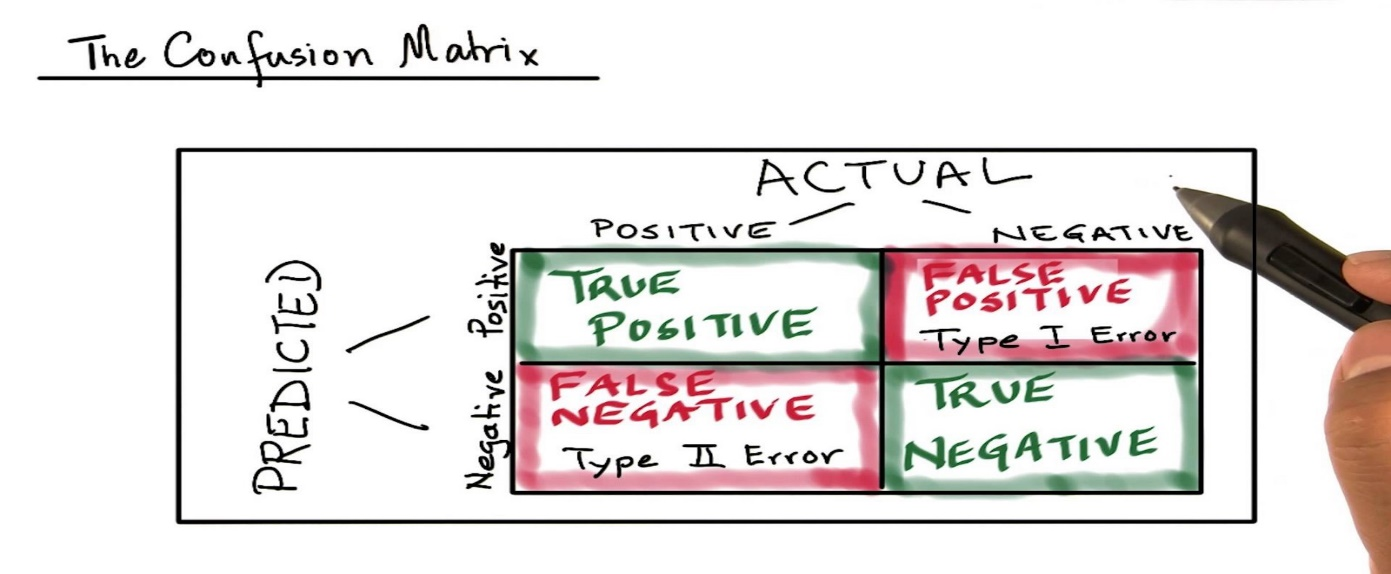 The Confusion Matrix
ACTUAL
POSITIVE
NEGATIVE
PREDICTED
Positive
TRUE
POSITIVE
FALSE
POSITIVE
Type I Error
Negative
FALSE
NEGATIVE
Type II Error
TRUE
NEGATIVE